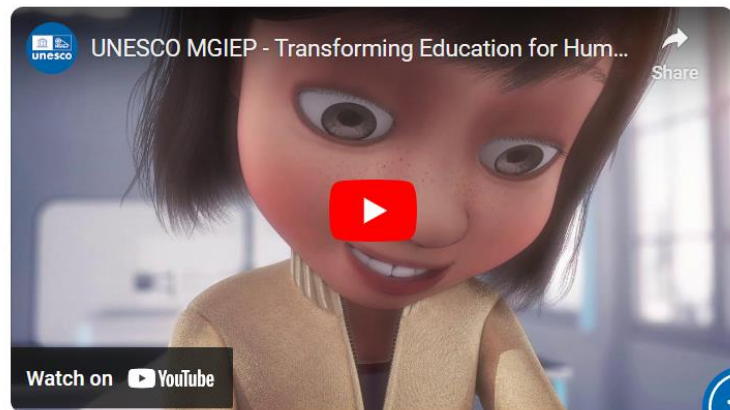 unesco
UNESCO MGIEP - Transforming Education for Hum...
Share
Watch on YouTube